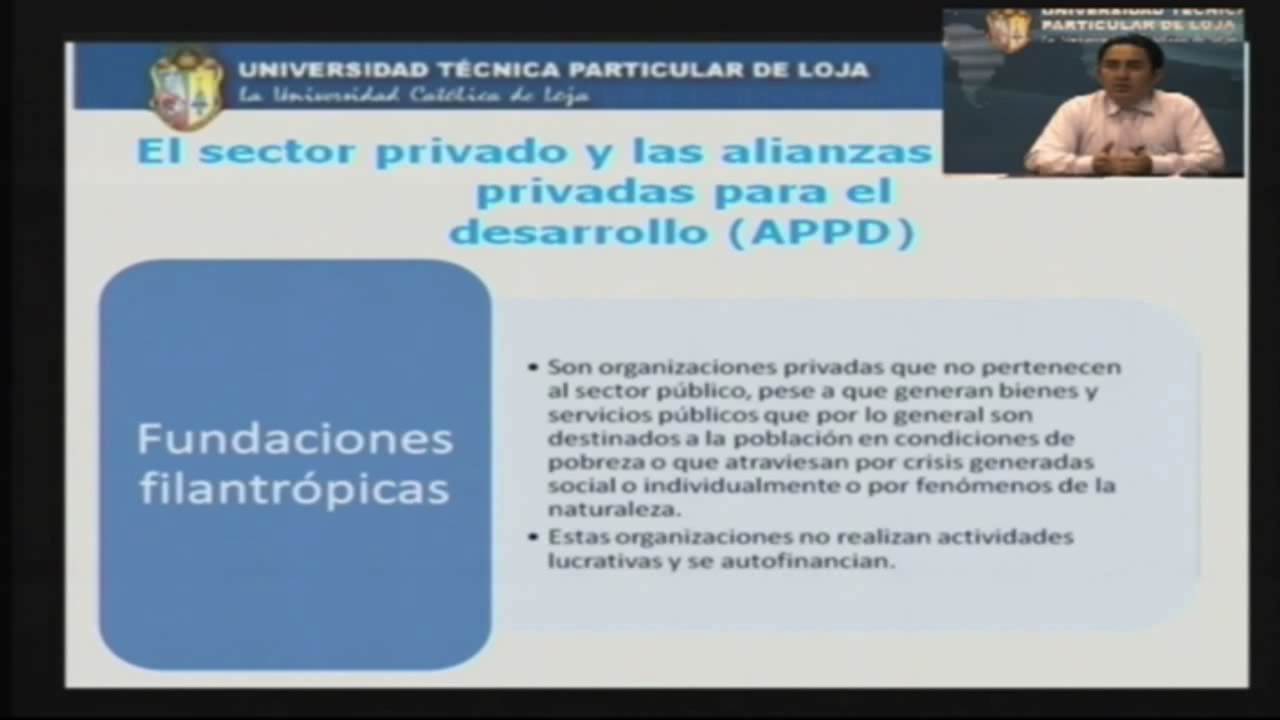 UNIVERSIDAD TÉCNICA PARTICULAR DE LOJA
La Universidad Católica de Loja
UNIVERSIDAD TÉCNICA
PARTICULAR DE LOJA
El sector privado y las alianzas
privadas para el
desarrollo (APPD)
Fundaciones
filantrópicas
• Son organizaciones privadas que no pertenecen
al sector público, pese a que generan bienes y
servicios públicos que por lo general son
destinados a la población en condiciones de
pobreza o que atraviesan por crisis generadas
social o individualmente o por fenómenos de la
naturaleza.
• Estas organizaciones no realizan actividades
lucrativas y se autofinancian.